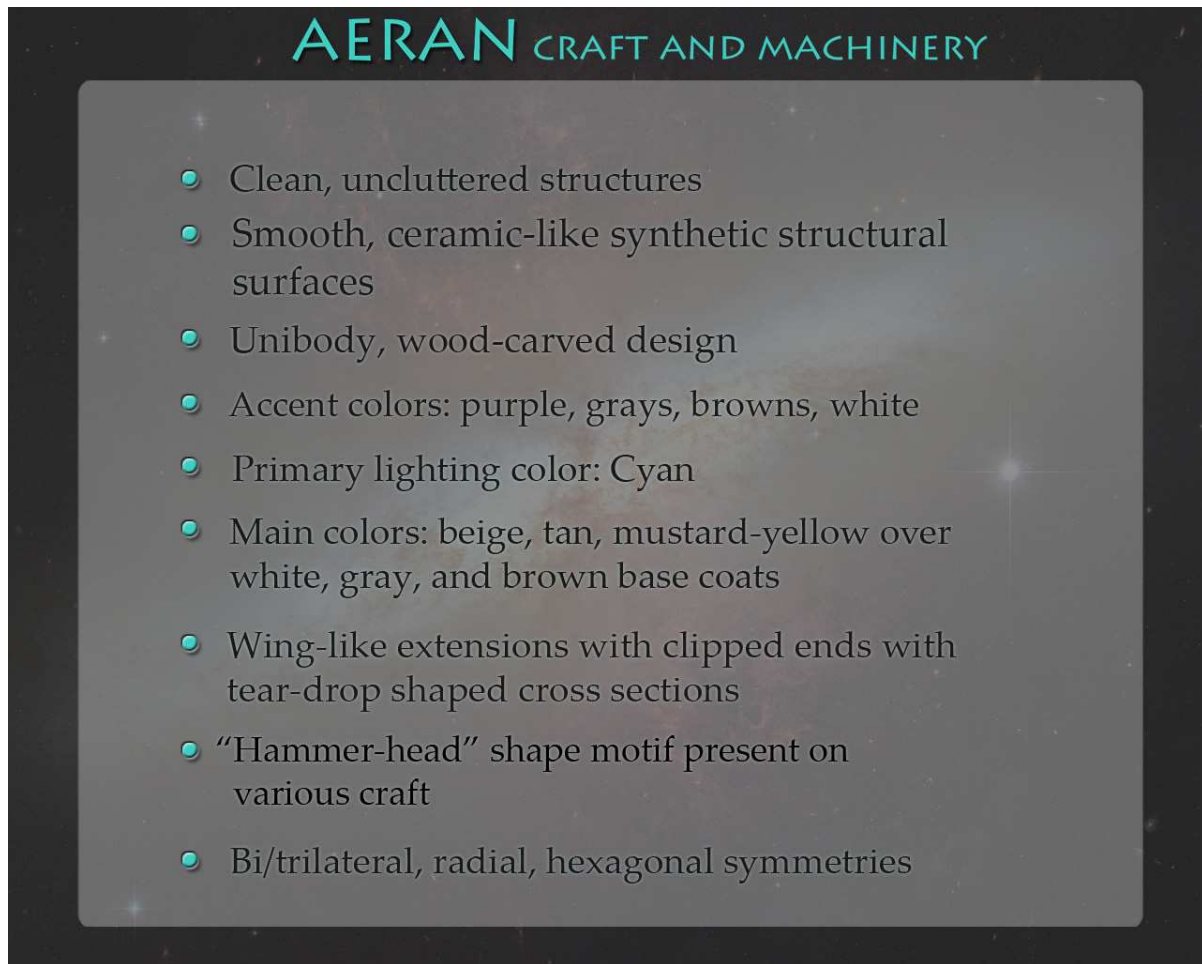 AERAN CRAFT AND MACHINERY
Clean, uncluttered structures
Smooth, ceramic-like synthetic structural
surfaces
Unibody, wood-carved design
Accent colors: purple, grays, browns, white
Primary lighting color: Cyan
Main colors: beige, tan, mustard-yellow over
white, gray, and brown base coats
Wing-like extensions with clipped ends with
tear-drop shaped cross sections
“Hammer-head” shape motif present on
various craft
Bi/trilateral, radial, hexagonal symmetries